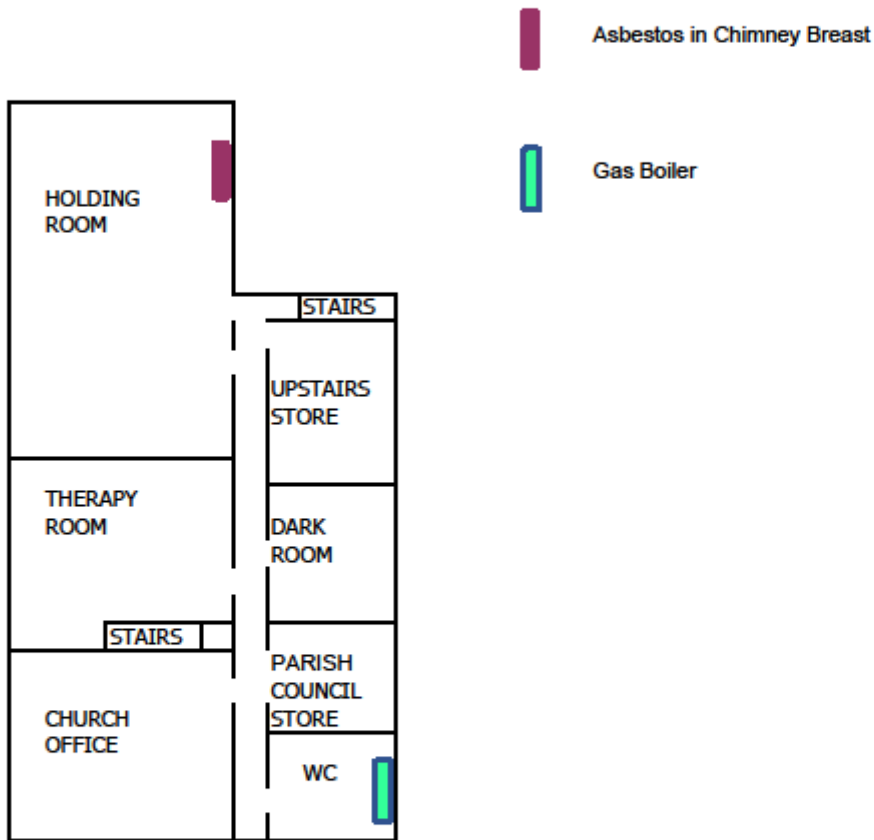 Asbestos in Chimney Breast
Gas Boiler
HOLDING
ROOM
STAIRS
UPSTAIRS
STORE
THERAPY
ROOM
DARK
ROOM
STAIRS
PARISH
COUNCIL
STORE
CHURCH
OFFICE
WC